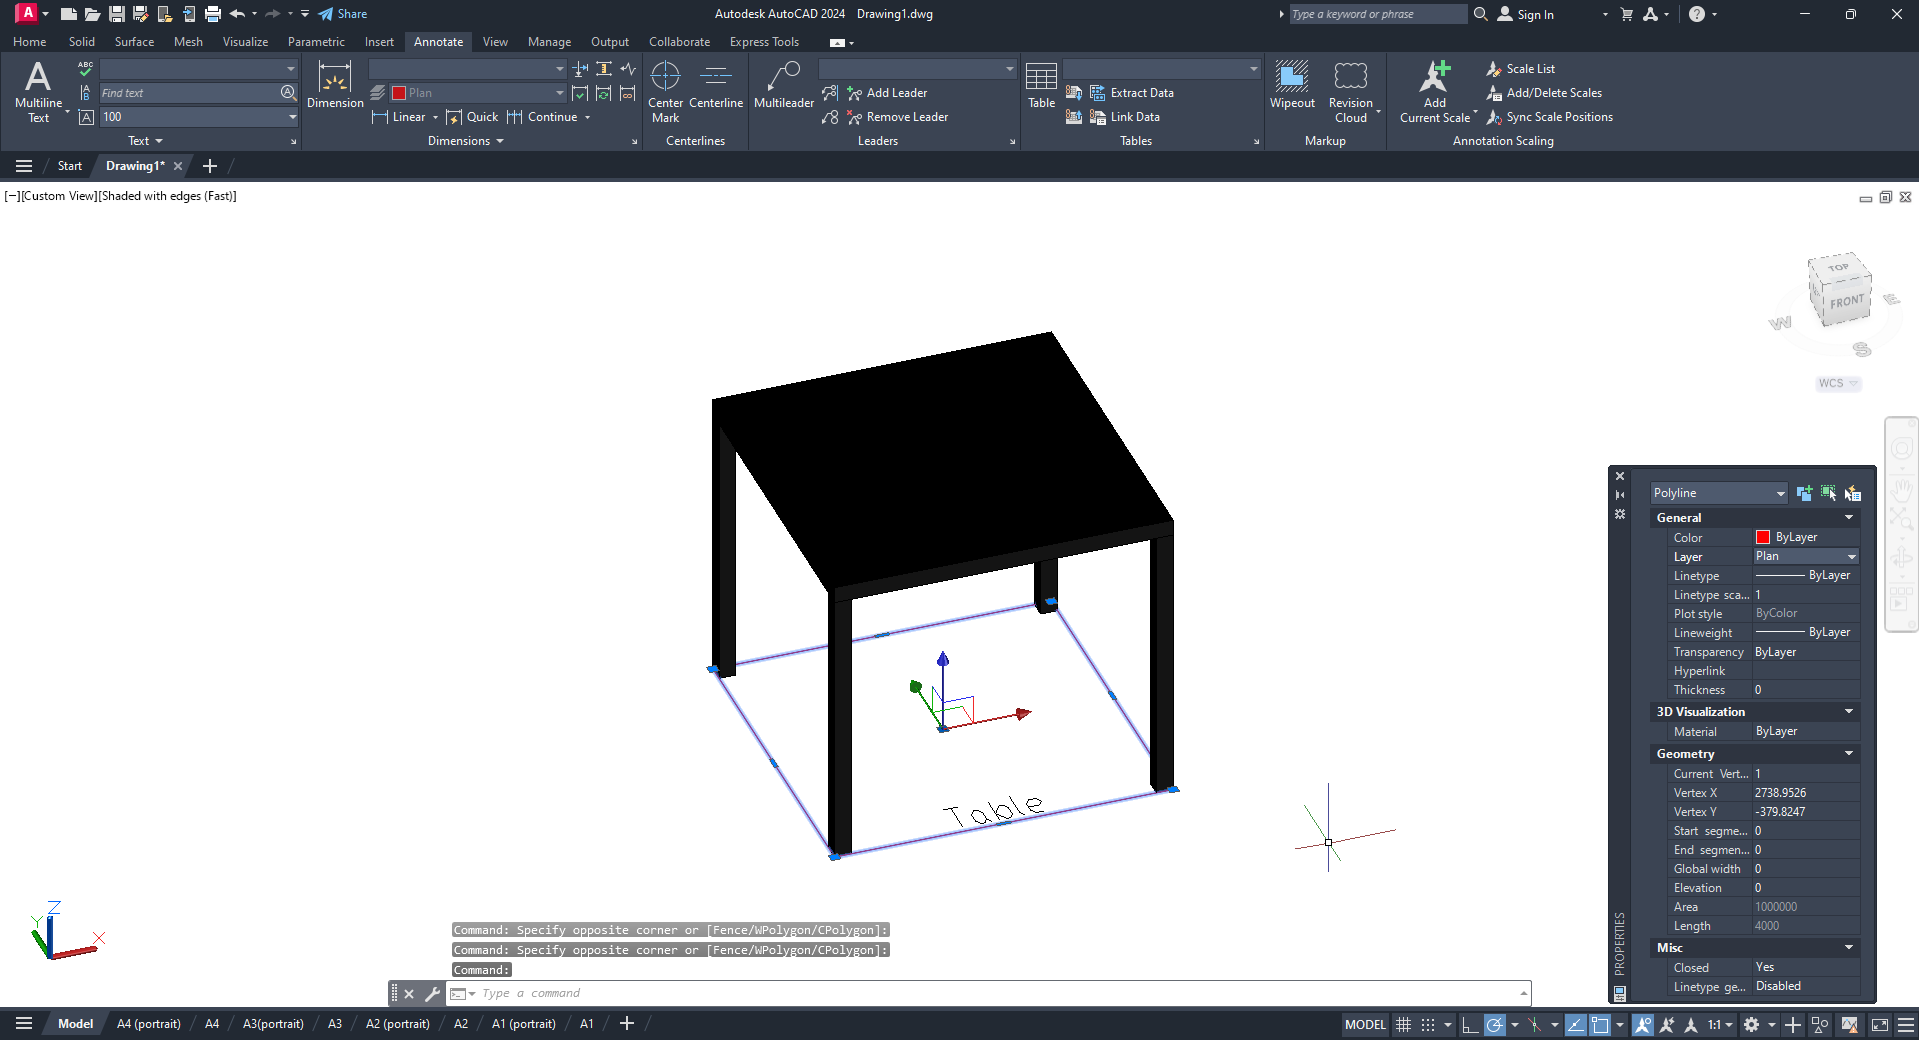 A Share Autodesk AutoCAD 2024 Drawing1.dwg Type a keyword or phrase Sign In
Home Solid Surface Mesh Visualize Parametric Insert Annotate View Manage Output Collaborate Express Tools
A Multiline Text
ABC
Find text
100
Text
Dimension
Plan
Linear Quick Continue
Dimensions
Center Mark
Centerline
Centerlines
Multileader
Add Leader
Remove Leader
Leaders
Table
Extract Data
Link Data
Tables
Wipeout
Revision Cloud
Markup
Add Current Scale
Scale List
Add/Delete Scales
Sync Scale Positions
Annotation Scaling
Start Drawing1*
[−][Custom View][Shaded with edges (Fast)]
TOP
FRONT
W
E
S
WCS
Table
Z
Y
X
Polyline
General
Color ByLayer
Layer Plan
Linetype ByLayer
Linetype sca... 1
Plot style ByColor
Lineweight ByLayer
Transparency ByLayer
Hyperlink
Thickness 0
3D Visualization
Material ByLayer
Geometry
Current Vert... 1
Vertex X 2738.9526
Vertex Y -379.8247
Start segme... 0
End segmen... 0
Global width 0
Elevation 0
Area 1000000
Length 4000
Misc
Closed Yes
Linetype ge... Disabled
PROPERTIES
Command: Specify opposite corner or [Fence/WPolygon/CPolygon]:
Command: Specify opposite corner or [Fence/WPolygon/CPolygon]:
Command:
Type a command
Model A4 (portrait) A4 A3(portrait) A3 A2 (portrait) A2 A1 (portrait) A1
MODEL 1:1